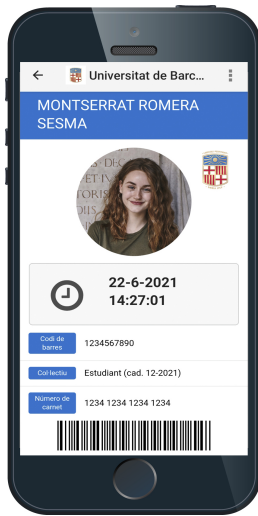 Universitat de Barc...
MONTSERRAT ROMERA
SESMA
22-6-2021
14:27:01
Codi de
barres
1234567890
Col·lectiu
Estudiant (cad. 12-2021)
Número de
carnet
1234 1234 1234 1234